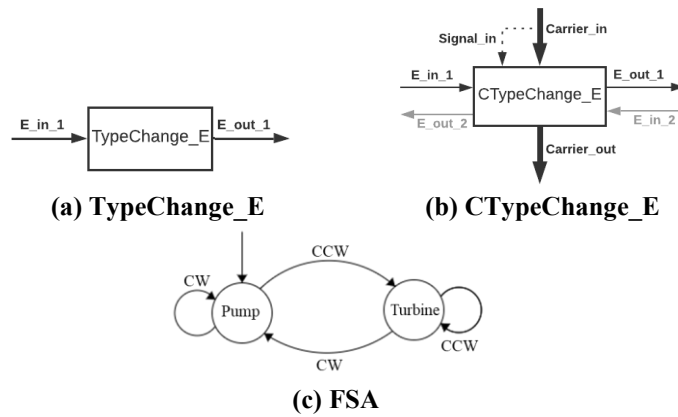 E_in_1
TypeChange_E
E_out_1
(a) TypeChange_E
Signal_in
Carrier_in
E_in_1
CTypeChange_E
E_out_1
E_out_2
E_in_2
Carrier_out
(b) CTypeChange_E
CW
CCW
Pump
Turbine
CW
CCW
(c) FSA